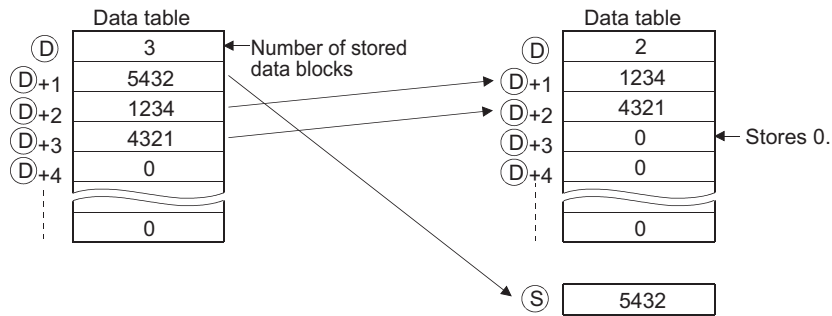 Data table
D 3
Number of stored
data blocks
D+1 5432
D+2 1234
D+3 4321
D+4 0
0
Data table
D 2
D+1 1234
D+2 4321
D+3 0
Stores 0.
D+4 0
0
S 5432